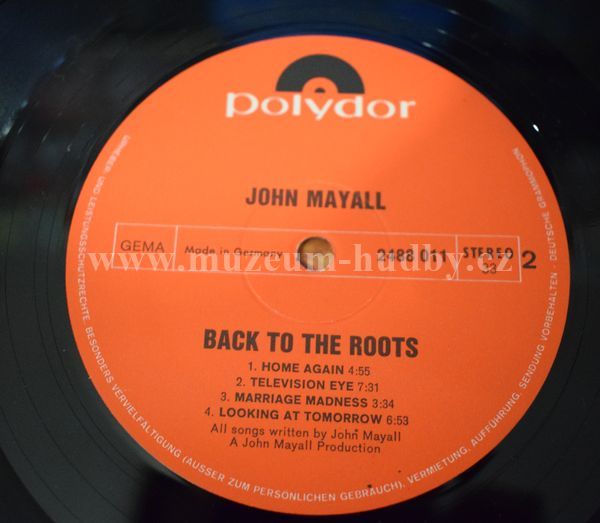 polydor
JOHN MAYALL
GEMA Made in Germany 2488 011 STEREO 33 2
www.muzeum-hudby.cz
BACK TO THE ROOTS
1. HOME AGAIN 4:55
2. TELEVISION EYE 7:31
3. MARRIAGE MADNESS 3:34
4. LOOKING AT TOMORROW 6:53
All songs written by John Mayall
A John Mayall Production
URHEBER- UND LEISTUNGSSCHUTZRECHTE BESONDERS VERVIELFÄLTIGUNG (AUSSER ZUM PERSÖNLICHEN GEBRAUCH), VERMIETUNG, AUFFÜHRUNG, SENDUNG VORBEHALTEN · DEUTSCHE GRAMMOPHON